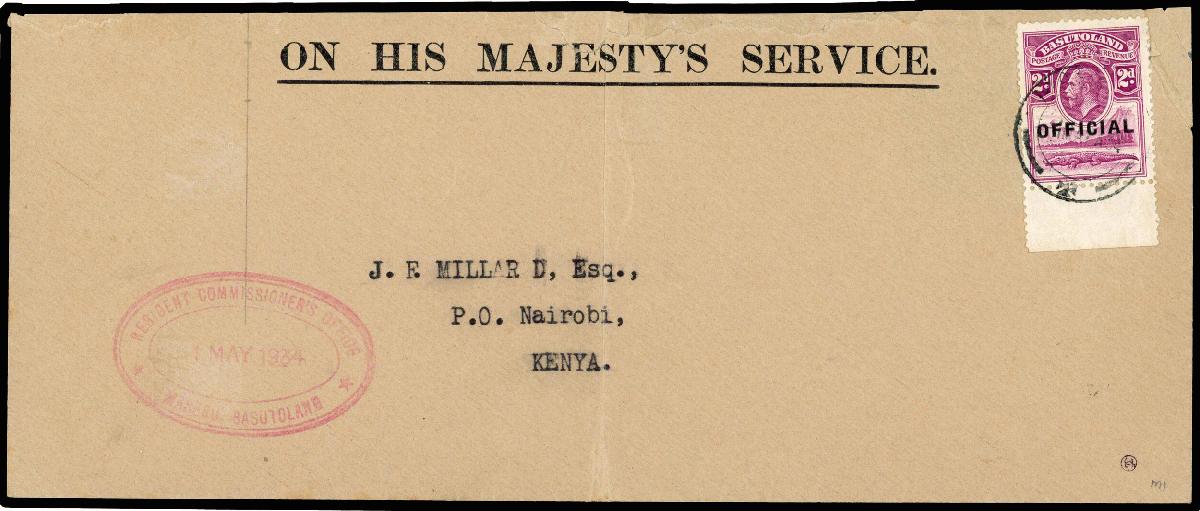 ON HIS MAJESTY'S SERVICE.
BASUTOLAND
POSTAGE REVENUE
2d 2d
OFFICIAL
J. F. MILLARD, Esq.,
P.O. Nairobi,
KENYA.
RESIDENT COMMISSIONER'S OFFICE
1 MAY 1934
MASERU, BASUTOLAND